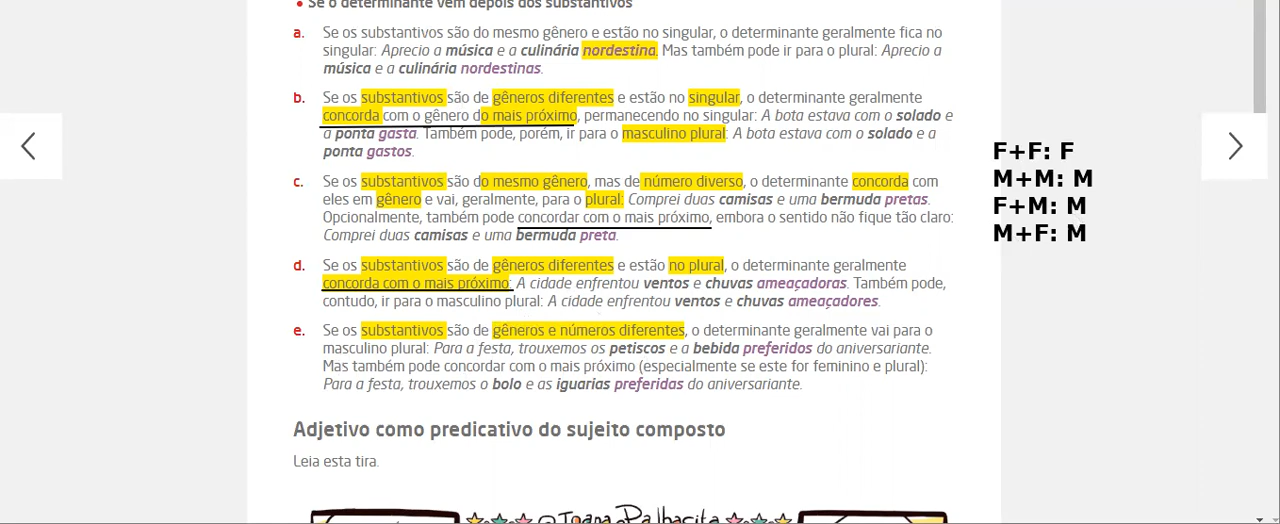 • Se o determinante vem depois dos substantivos
a. Se os substantivos são do mesmo gênero e estão no singular, o determinante geralmente fica no
singular: Aprecio a música e a culinária nordestina. Mas também pode ir para o plural: Aprecio a
música e a culinária nordestinas.
b. Se os substantivos são de gêneros diferentes e estão no singular, o determinante geralmente
concorda com o gênero do mais próximo, permanecendo no singular: A bota estava com o solado e
a ponta gasta. Também pode, porém, ir para o masculino plural: A bota estava com o solado e a
ponta gastos.
c. Se os substantivos são do mesmo gênero, mas de número diverso, o determinante concorda com
eles em gênero e vai, geralmente, para o plural: Comprei duas camisas e uma bermuda pretas.
Opcionalmente, também pode concordar com o mais próximo, embora o sentido não fique tão claro:
Comprei duas camisas e uma bermuda preta.
d. Se os substantivos são de gêneros diferentes e estão no plural, o determinante geralmente
concorda com o mais próximo: A cidade enfrentou ventos e chuvas ameaçadoras. Também pode,
contudo, ir para o masculino plural: A cidade enfrentou ventos e chuvas ameaçadores.
e. Se os substantivos são de gêneros e números diferentes, o determinante geralmente vai para o
masculino plural: Para a festa, trouxemos os petiscos e a bebida preferidos do aniversariante.
Mas também pode concordar com o mais próximo (especialmente se este for feminino e plural):
Para a festa, trouxemos o bolo e as iguarias preferidas do aniversariante.
Adjetivo como predicativo do sujeito composto
Leia esta tira.
@JoanaPalhacita
F+F: F
M+M: M
F+M: M
M+F: M